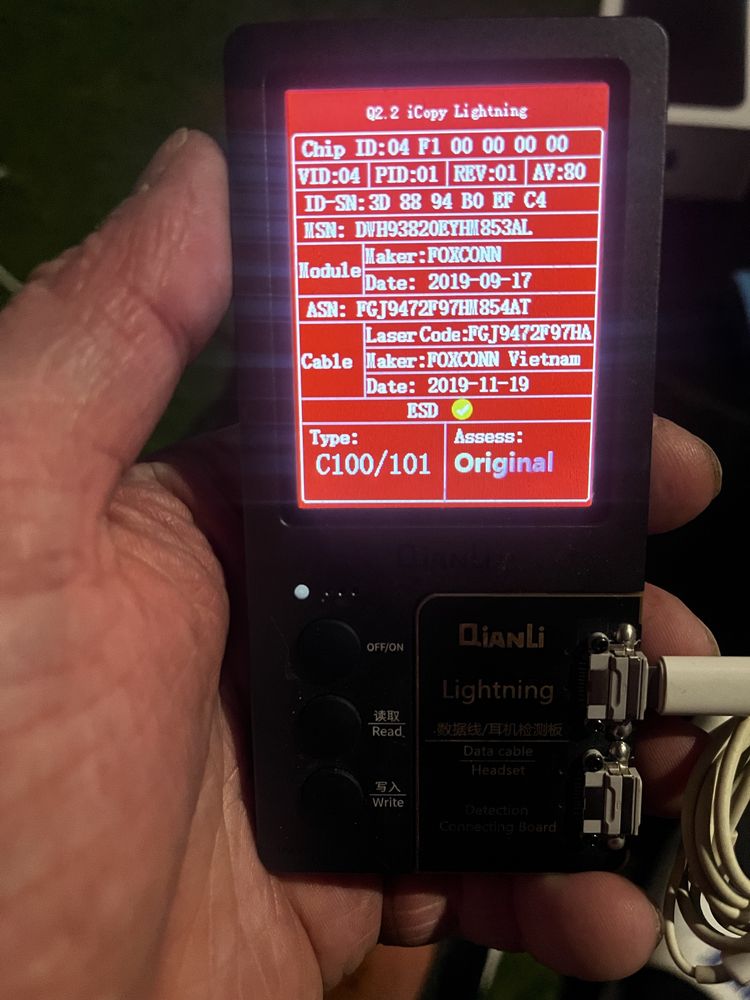 Q2.2 iCopy Lightning
Chip ID:04 F1 00 00 00 00
VID:04 PID:01 REV:01 AV:80
ID-SN:3D 88 94 B0 EF C4
MSN: DWH93820EYHM853AL
Module
Maker:FOXCONN
Date: 2019-09-17
ASN: FGJ9472F97HM854AT
Cable
Laser Code:FGJ9472F97HA
Maker:FOXCONN Vietnam
Date: 2019-11-19
ESD
Type:
C100/101
Assess:
Original
QIANLI
OFF/ON
读取
Read
写入
Write
QIANLI
Lightning
数据线/耳机检测板
Data cable
Headset
Detection
Connecting Board